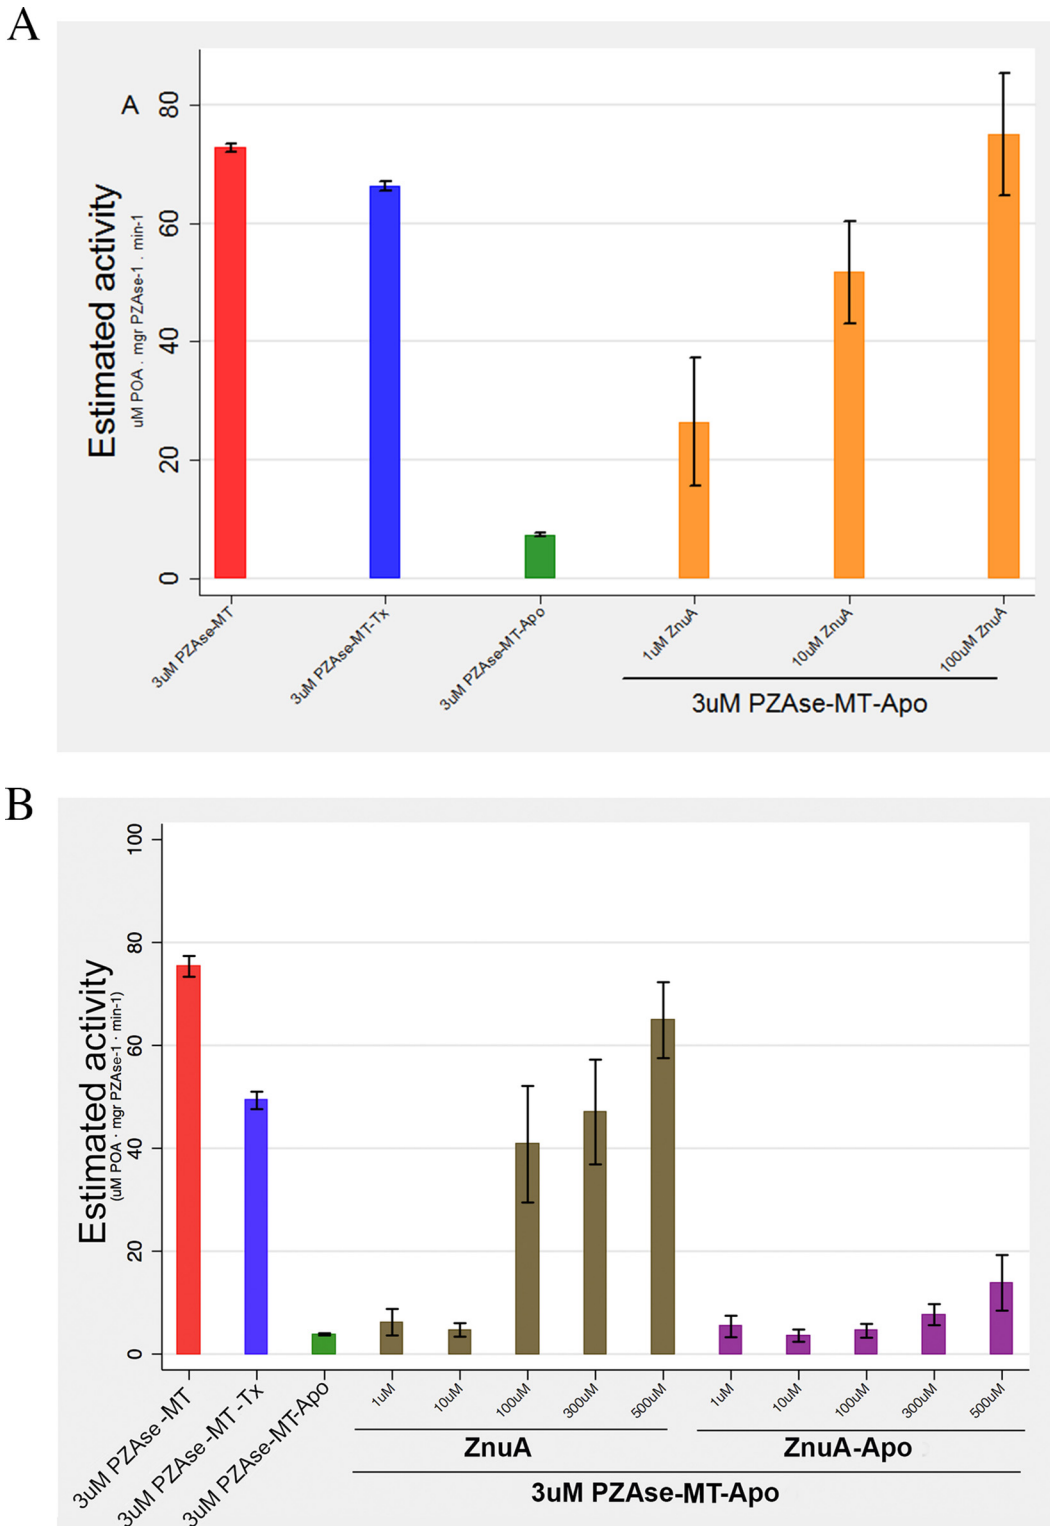 A
A
80
60
40
20
0
Estimated activity
uM POA . mgr PZAse-1 . min-1
3uM PZAse-MT
3uM PZAse-MT-Tx
3uM PZAse-MT-Apo
1uM ZnuA
10uM ZnuA
100uM ZnuA
3uM PZAse-MT-Apo
B
100
80
60
40
20
0
Estimated activity
(uM POA · mgr PZAse-1 · min-1)
3uM PZAse-MT
3uM PZAse-MT-Tx
3uM PZAse-MT-Apo
1uM
10uM
100uM
300uM
500uM
1uM
10uM
100uM
300uM
500uM
ZnuA
ZnuA-Apo
3uM PZAse-MT-Apo